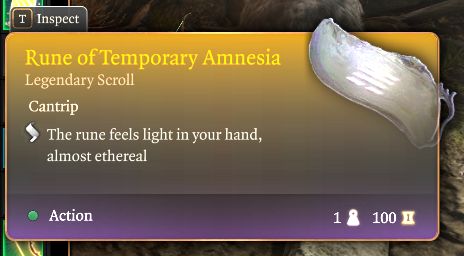 T Inspect
Rune of Temporary Amnesia
Legendary Scroll
Cantrip
The rune feels light in your hand,
almost ethereal
Action
1 100 I